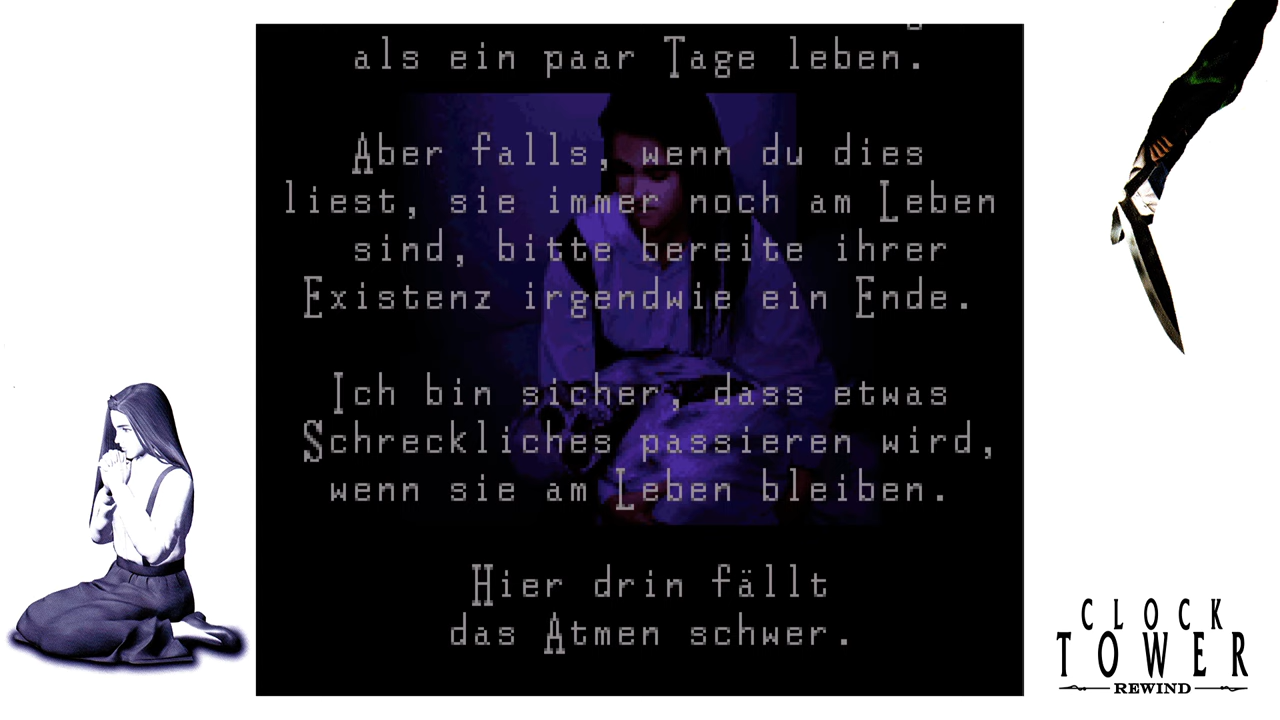 als ein paar Tage leben.
Aber falls, wenn du dies
liest, sie immer noch am Leben
sind, bitte bereite ihrer
Existenz irgendwie ein Ende.
Ich bin sicher, dass etwas
Schreckliches passieren wird,
wenn sie am Leben bleiben.
Hier drin fällt
das Atmen schwer.
CLOCK
TOWER
REWIND